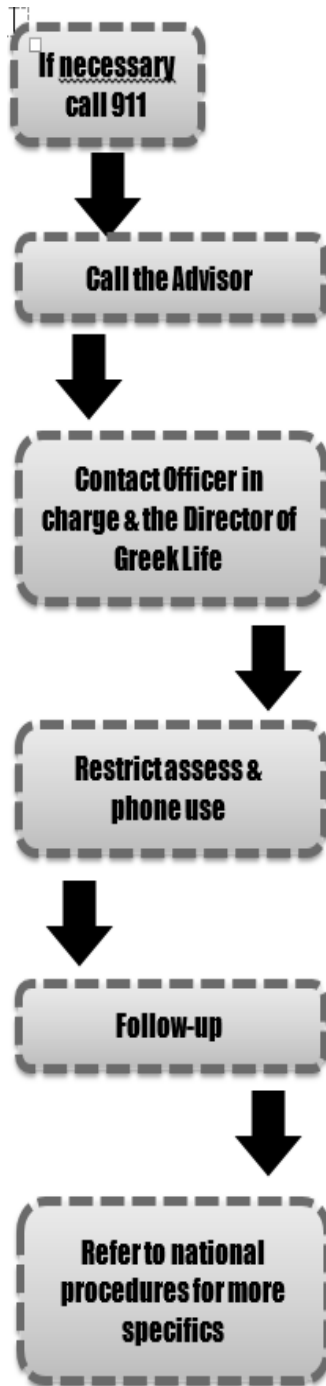 If necessary
call 911
Call the Advisor
Contact Officer in
charge & the Director of
Greek Life
Restrict assess &
phone use
Follow-up
Refer to national
procedures for more
specifics